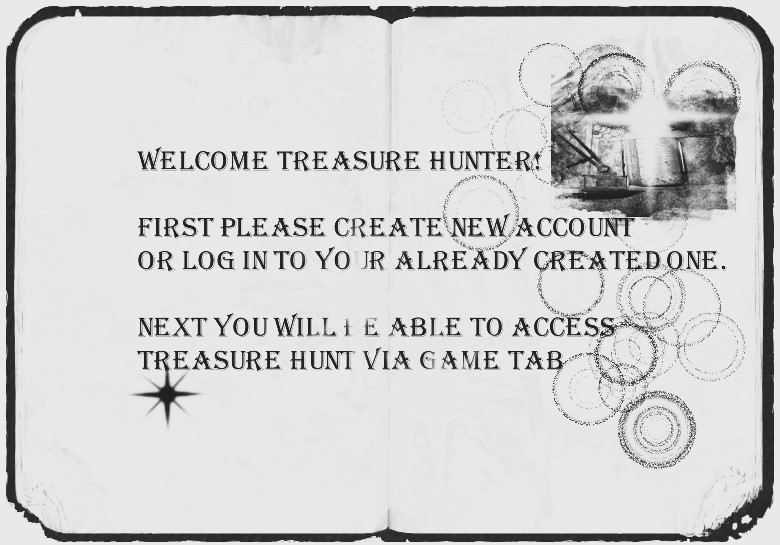 WELCOME TREASURE HUNTER!
FIRST PLEASE CREATE NEW ACCOUNT
OR LOG IN TO YOUR ALREADY CREATED ONE.
NEXT YOU WILL BE ABLE TO ACCESS
TREASURE HUNT VIA GAME TAB